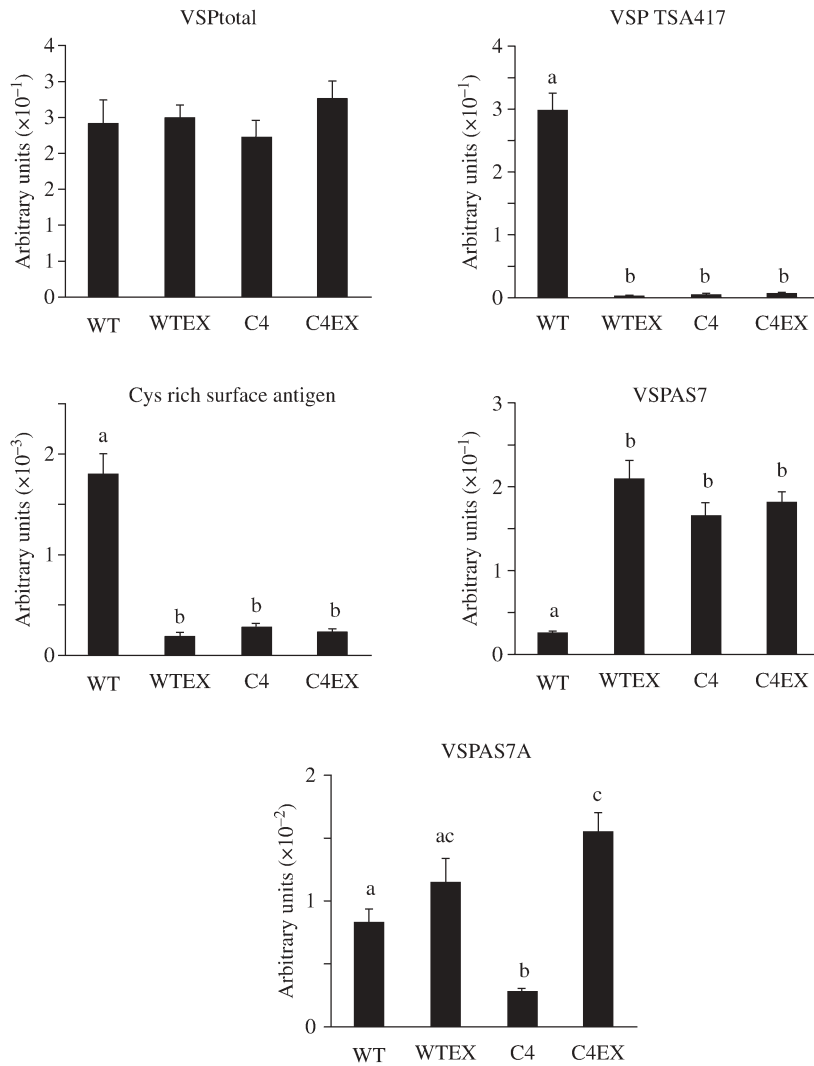 VSPtotal
Arbitrary units (×10−1)
4
3
3
2
2
1
1
0
WT WTEX C4 C4EX
VSP TSA417
Arbitrary units (×10−1)
4
3
2
1
0
a
b b b
WT WTEX C4 C4EX
Cys rich surface antigen
Arbitrary units (×10−3)
2
1
0
a
b b b
WT WTEX C4 C4EX
VSPAS7
Arbitrary units (×10−1)
3
2
1
0
a b b b
WT WTEX C4 C4EX
VSPAS7A
Arbitrary units (×10−2)
2
1
0
a ac b c
WT WTEX C4 C4EX